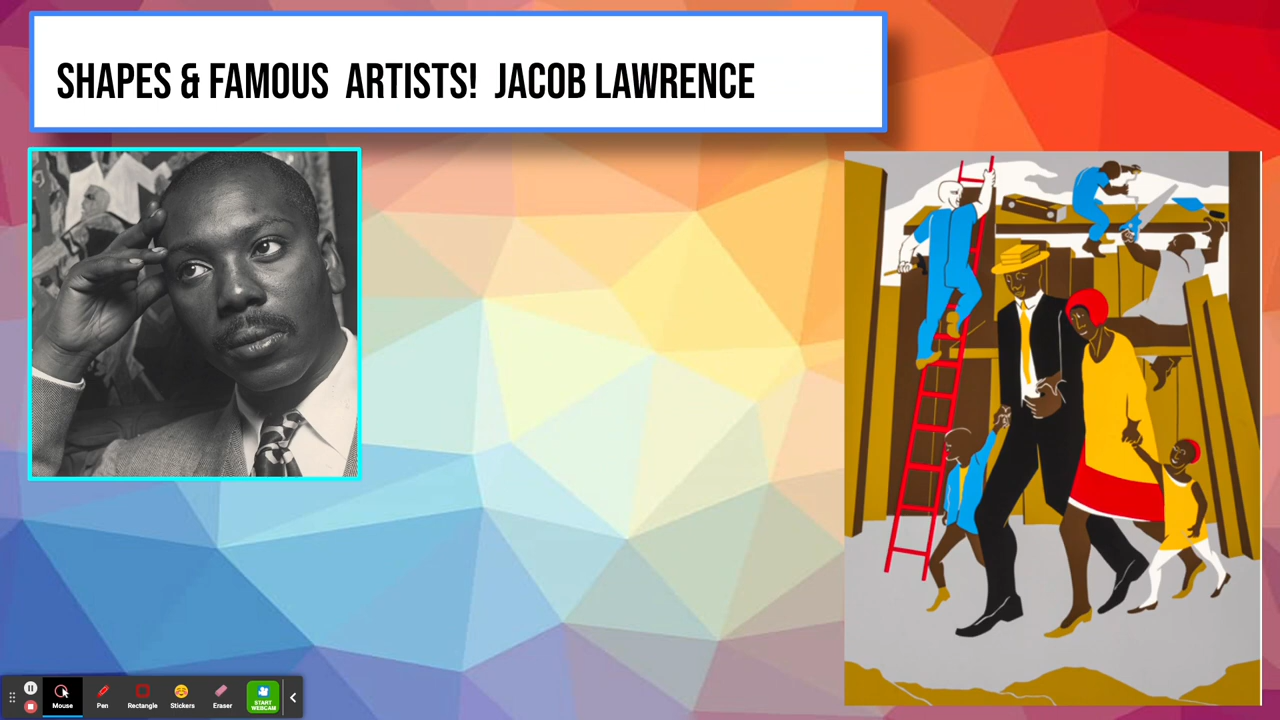 SHAPES & FAMOUS ARTISTS! JACOB LAWRENCE
Mouse
Pen
Rectangle
Stickers
Eraser
START
WEBCAM